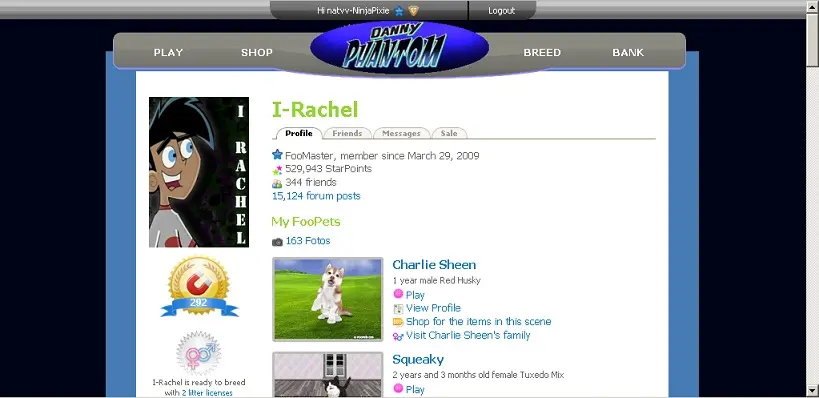 Hi natvv-NinjaPixie
Logout
PLAY
SHOP
DANNY
PHANTOM
BREED
BANK
I RACHEL
I-Rachel
Profile
Friends
Messages
Sale
FooMaster, member since March 29, 2009
529,943 StarPoints
344 friends
15,124 forum posts
My FooPets
163 Fotos
292
Charlie Sheen
1 year male Red Husky
Play
View Profile
Shop for the items in this scene
Visit Charlie Sheen's family
I-Rachel is ready to breed
with 2 litter licenses
Squeaky
2 years and 3 months old female Tuxedo Mix
Play